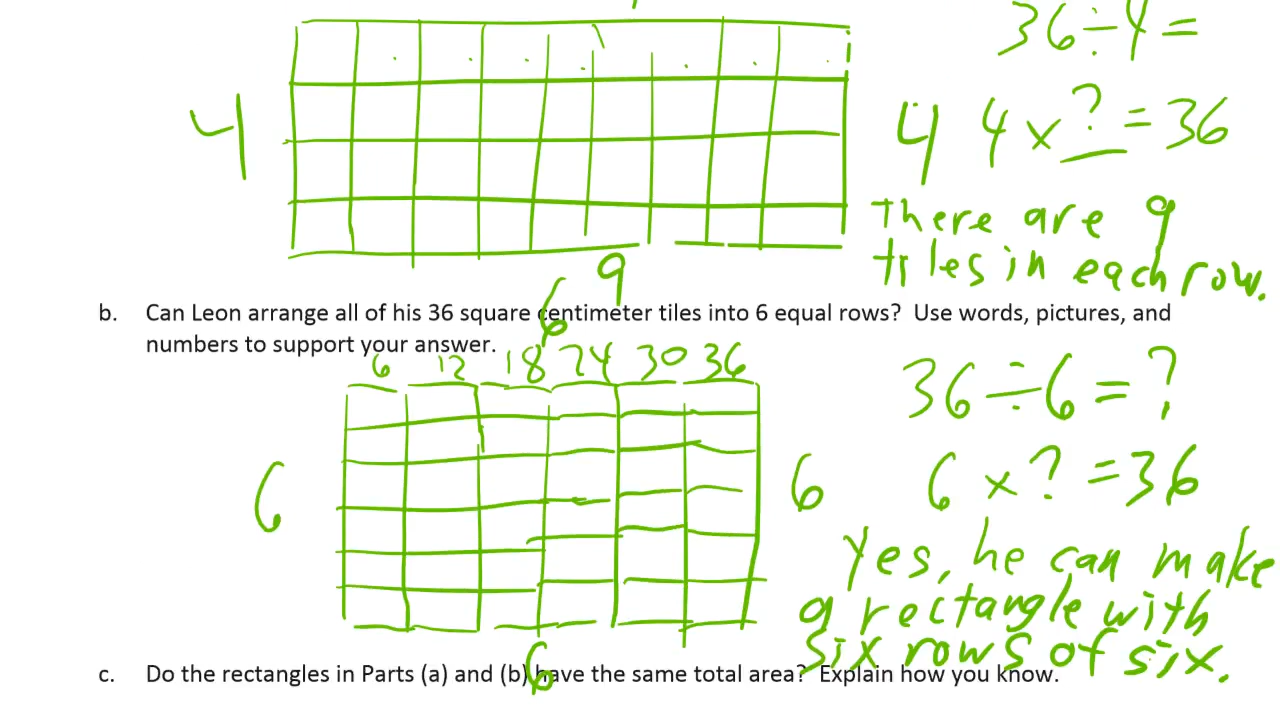 36÷4=
4
4 4 x ? = 36
There are 9
tiles in each row.
9
b. Can Leon arrange all of his 36 square centimeter tiles into 6 equal rows? Use words, pictures, and
numbers to support your answer.
6
6 12 18 24 30 36
36÷6=?
6
6
6 x ? =36
Yes, he can make
a rectangle with
six rows of six.
6
c. Do the rectangles in Parts (a) and (b) have the same total area? Explain how you know.